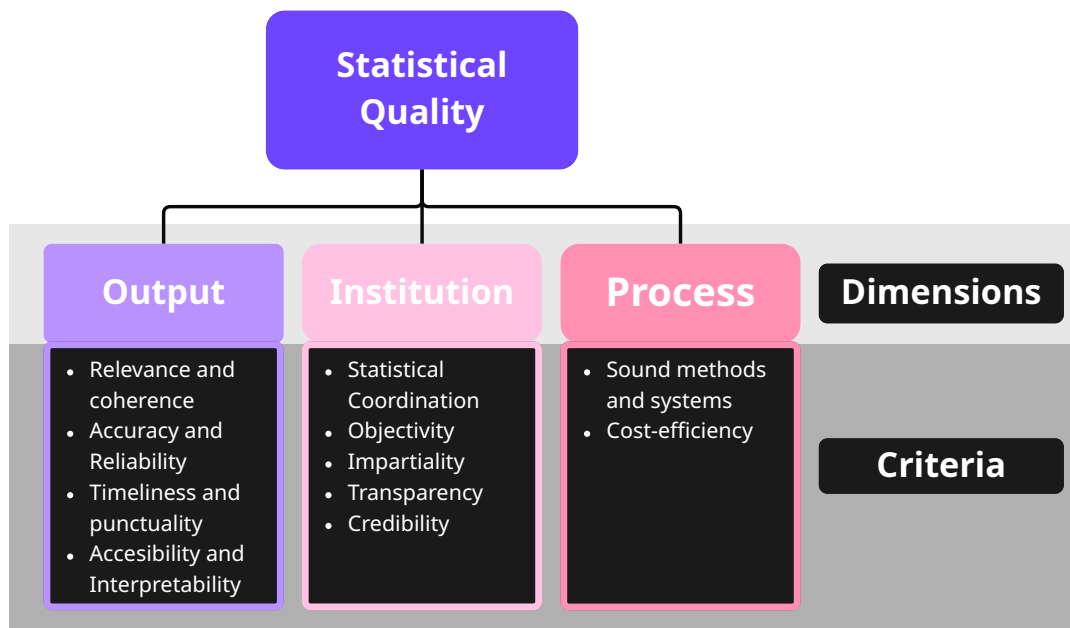 Statistical
Quality
Output
Institution
Process
Dimensions
Relevance and
coherence
Accuracy and
Reliability
Timeliness and
punctuality
Accesibility and
Interpretability
Statistical
Coordination
Objectivity
Impartiality
Transparency
Credibility
Sound methods
and systems
Cost-efficiency
Criteria